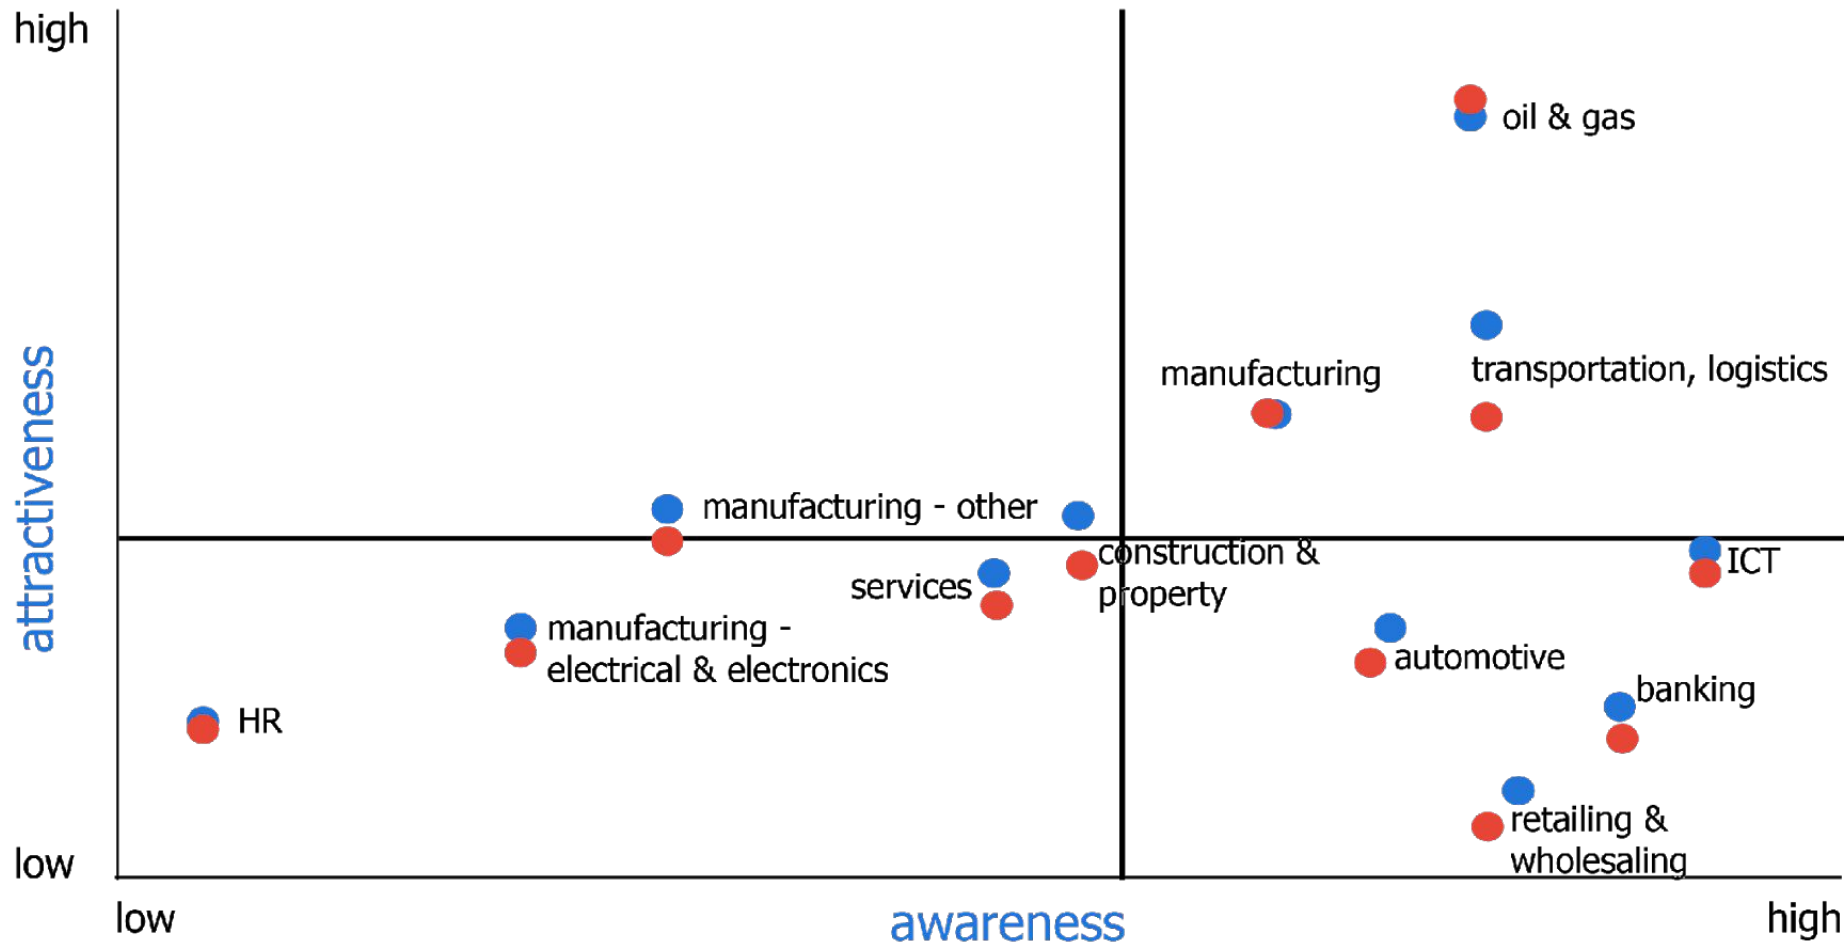 high
oil & gas
transportation, logistics
manufacturing
attractiveness
manufacturing - other
construction &
property
ICT
services
manufacturing -
electrical & electronics
automotive
banking
HR
retailing &
wholesaling
low
low
awareness
high